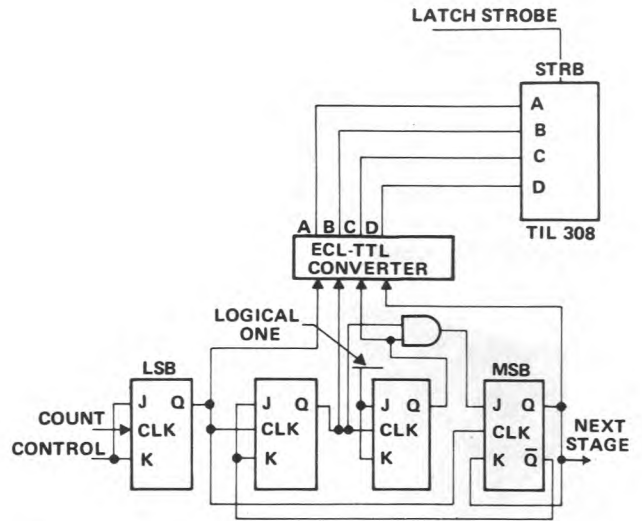 LATCH STROBE
STRB
A
B
C
D
TIL 308
A B C D
ECL-TTL
CONVERTER
LOGICAL
ONE
LSB
MSB
J Q
CLK
K
J Q
CLK
K
J Q
CLK
K
J Q
CLK
K Q̅
COUNT
CONTROL
NEXT
STAGE